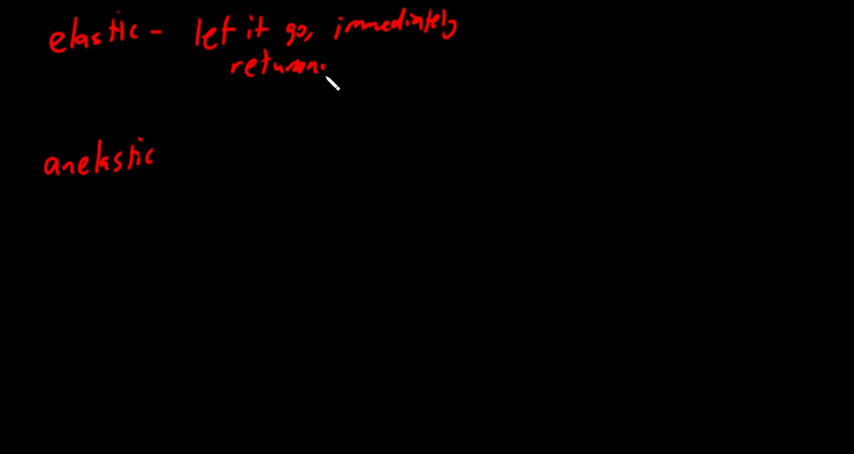 elastic - let it go, immediately
return.
anelastic